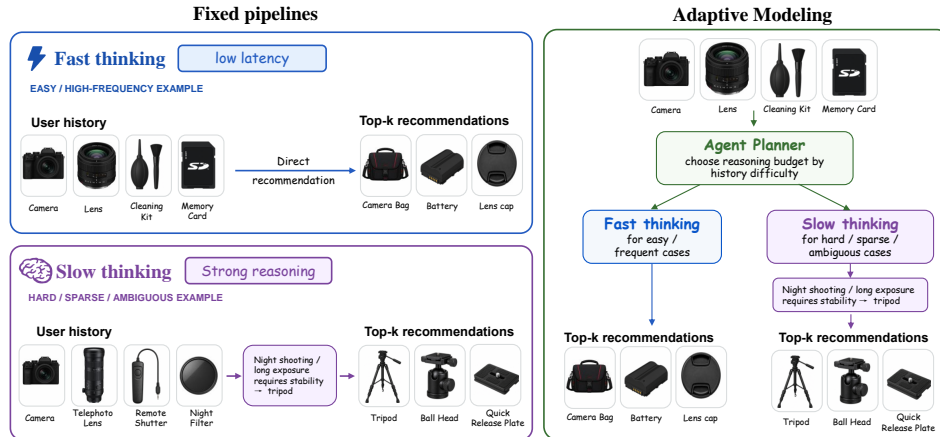 Fixed pipelines
Fast thinking
low latency
EASY / HIGH-FREQUENCY EXAMPLE
User history
Top-k recommendations
Direct
recommendation
Camera
Lens
Cleaning
Kit
Memory
Card
Camera Bag
Battery
Lens cap
Slow thinking
Strong reasoning
HARD / SPARSE / AMBIGUOUS EXAMPLE
User history
Top-k recommendations
Night shooting /
long exposure
requires stability
→ tripod
Camera
Telephoto
Lens
Remote
Shutter
Night
Filter
Tripod
Ball Head
Quick
Release Plate
Adaptive Modeling
Camera
Lens
Cleaning Kit
Memory Card
Agent Planner
choose reasoning budget by
history difficulty
Fast thinking
for easy /
frequent cases
Slow thinking
for hard / sparse /
ambiguous cases
Night shooting / long exposure
requires stability → tripod
Top-k recommendations
Camera Bag
Battery
Lens cap
Top-k recommendations
Tripod
Ball Head
Quick
Release Plate